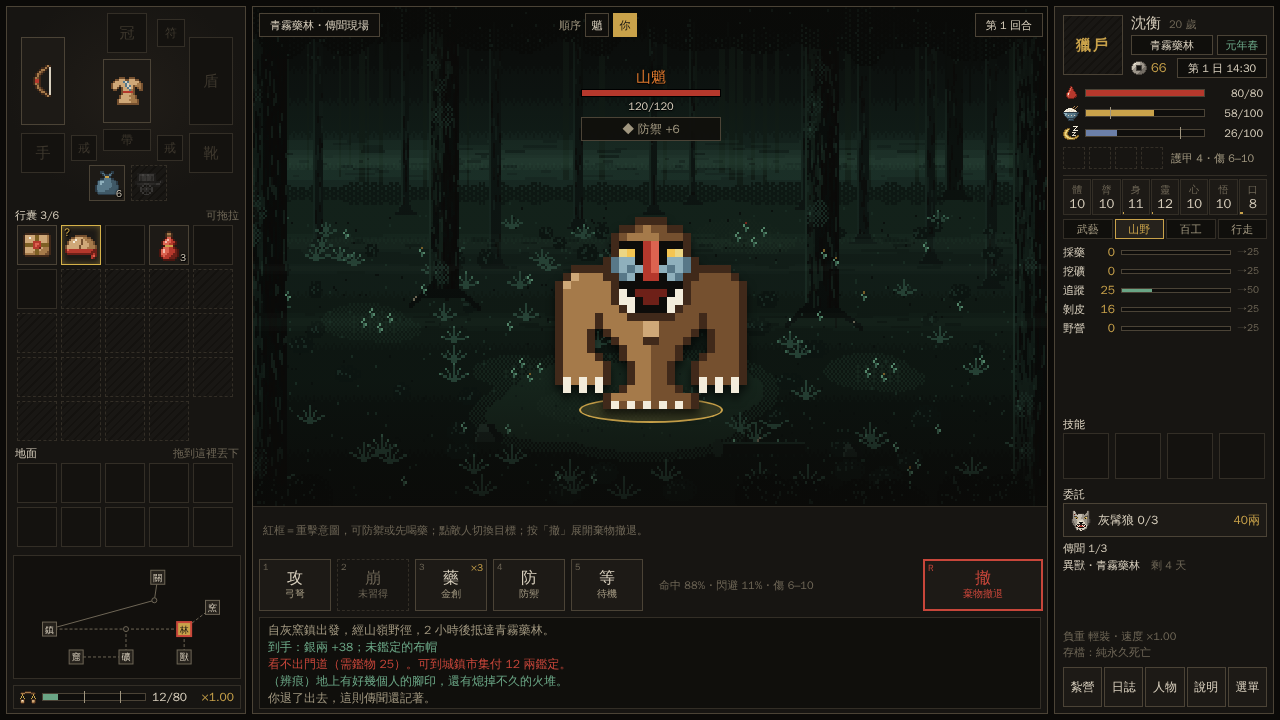 冠
符
盾
手
戒
帶
戒
靴
6
行囊 3/6
可拖拉
?
3
地面
拖到這裡丟下
關
窯
鎮
林
窟
礦
獸
12/80
×1.00
青霧藥林・傳聞現場
順序
魈
你
第 1 回合
山魈
120/120
◆ 防禦 +6
紅框＝重擊意圖，可防禦或先喝藥；點敵人切換目標；按「撤」展開棄物撤退。
1
攻
弓弩
2
崩
未習得
3
×3
藥
金創
4
防
防禦
5
等
待機
命中 88%・閃避 11%・傷 6–10
R
撤
棄物撤退
自灰窯鎮出發，經山嶺野徑，2 小時後抵達青霧藥林。
到手：銀兩 +38；未鑑定的布帽
看不出門道（需鑑物 25）。可到城鎮市集付 12 兩鑑定。
（辨痕）地上有好幾個人的腳印，還有熄掉不久的火堆。
你退了出去，這則傳聞還記著。
獵戶
沈衡 20 歲
青霧藥林
元年春
66
第 1 日 14:30
80/80
58/100
26/100
護甲 4・傷 6–10
體
10
臂
10
身
11
靈
12
心
10
悟
10
口
8
武藝
山野
百工
行走
採藥 0 →25
挖礦 0 →25
追蹤 25 →50
剝皮 16 →25
野營 0 →25
技能
委託
灰髯狼 0/3
40兩
傳聞 1/3
異獸・青霧藥林 剩 4 天
負重 輕裝・速度 ×1.00
存檔：純永久死亡
紮營
日誌
人物
說明
選單